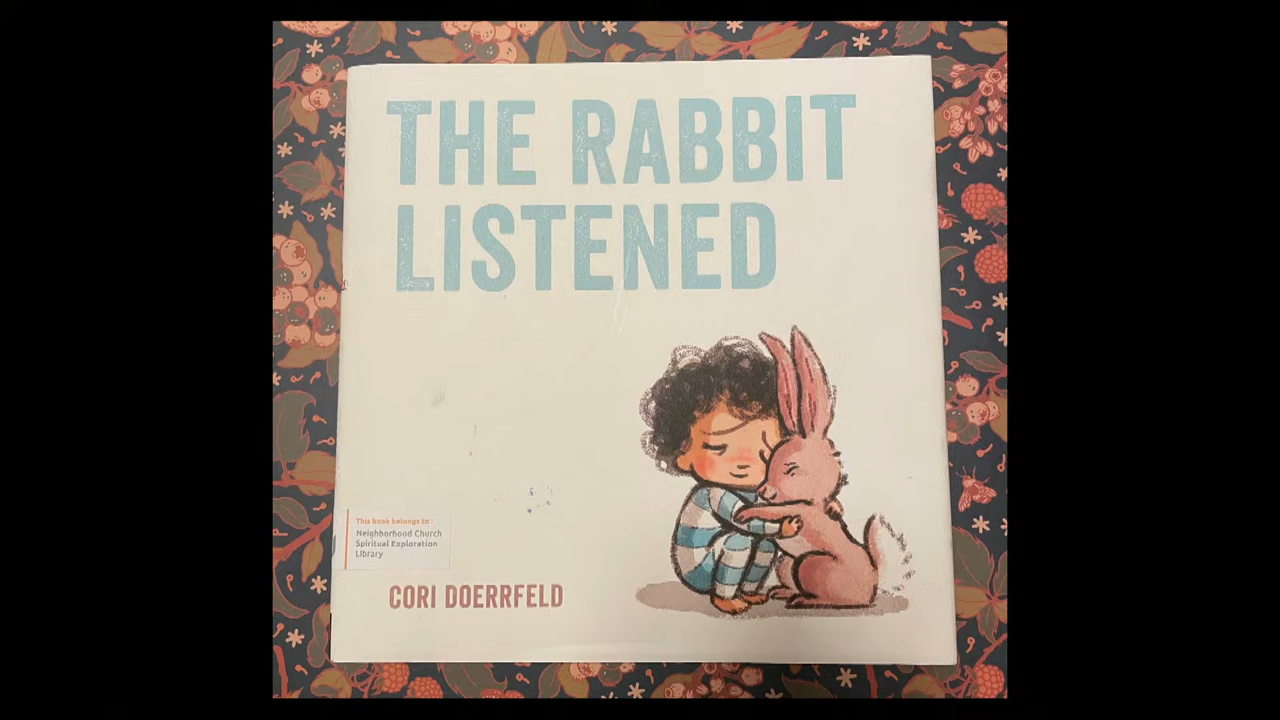 THE RABBIT
LISTENED
This book belongs to:
Neighborhood Church
Spiritual Exploration
Library
CORI DOERRFELD